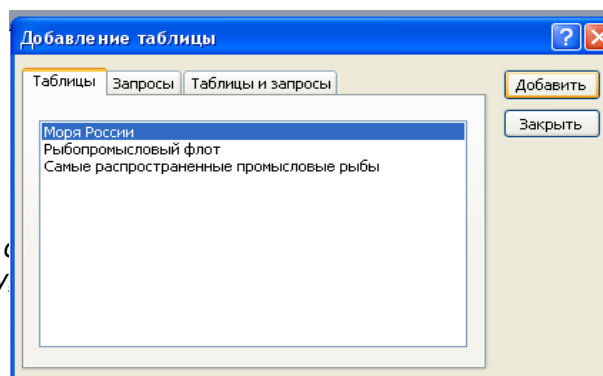 Добавление таблицы
Таблицы Запросы Таблицы и запросы
Добавить
Закрыть
Моря России
Рыбопромысловый флот
Самые распространенные промысловые рыбы